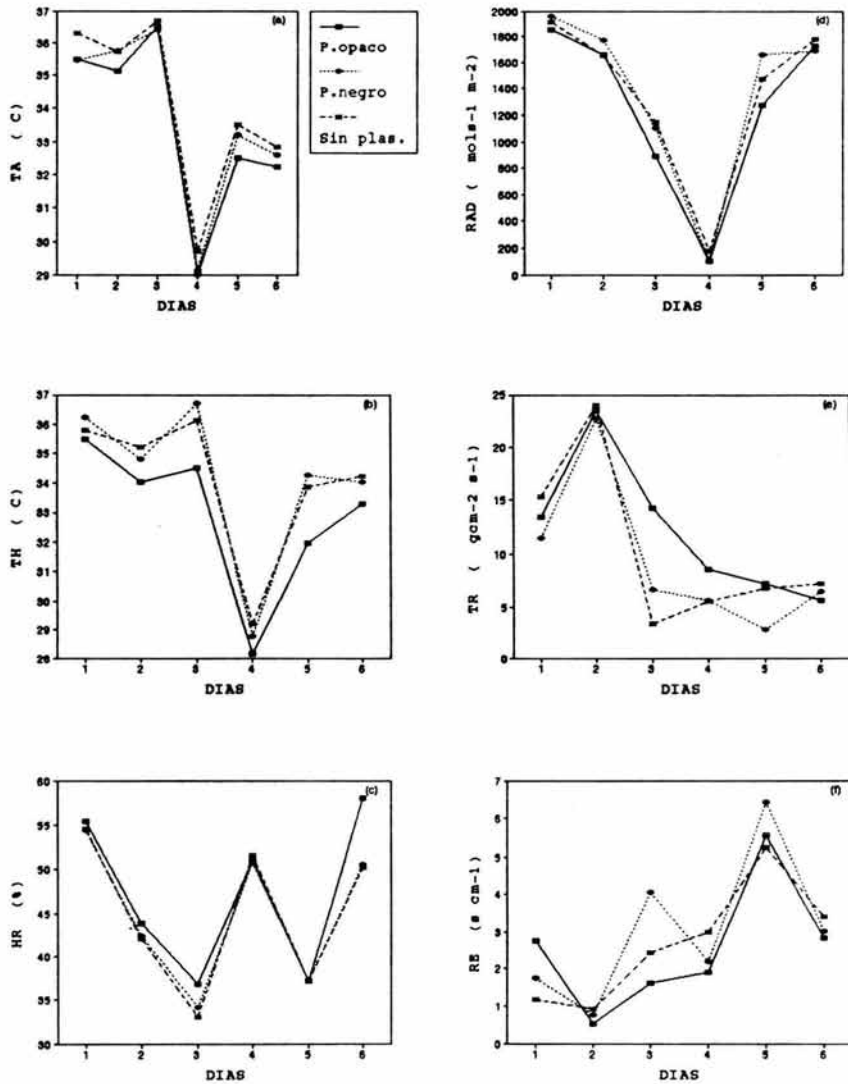 (a)
37
36
35
34
33
32
31
30
29
TA ( C)
1 2 3 4 5 6
DIAS
P.opaco
P.negro
Sin plas.
(d)
2000
1800
1600
1400
1200
1000
800
600
400
200
0
RAD ( mols-1 m-2)
1 2 3 4 5 6
DIAS
(b)
37
36
35
34
33
32
31
30
29
28
TH ( C)
1 2 3 4 5 6
DIAS
(e)
25
20
15
10
5
0
TR ( gcm-2 s-1)
1 2 3 4 5 6
DIAS
(c)
60
55
50
45
40
35
30
HR (%)
1 2 3 4 5 6
DIAS
(f)
7
6
5
4
3
2
1
0
RE (s cm-1)
1 2 3 4 5 6
DIAS